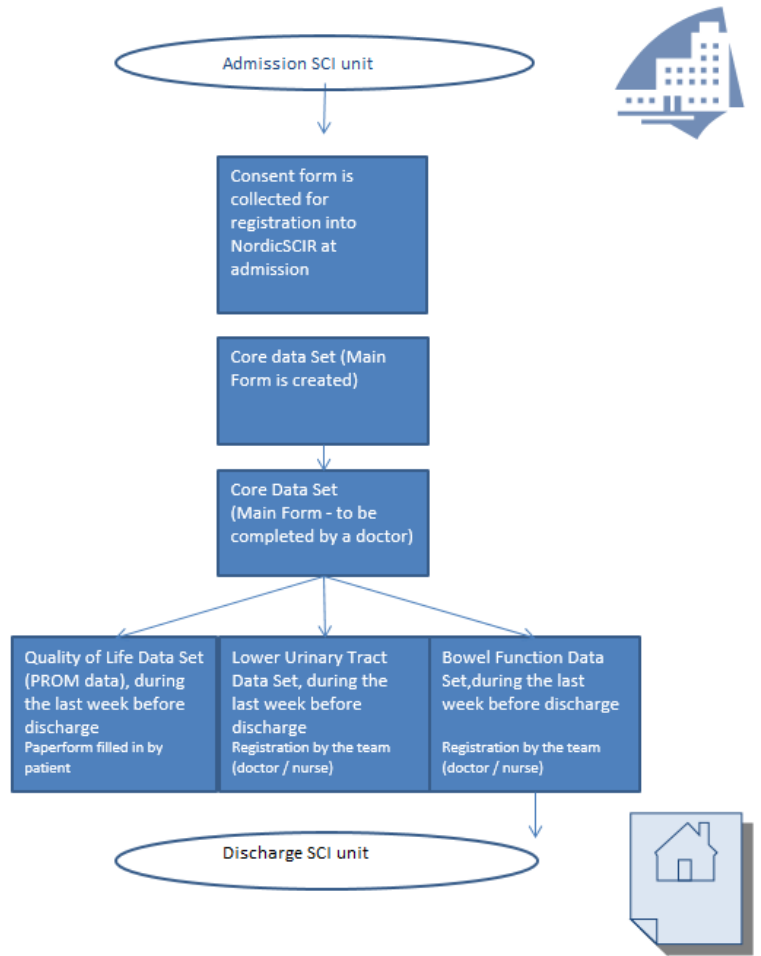 Admission SCI unit
Consent form is
collected for
registration into
NordicSCIR at
admission
Core data Set (Main
Form is created)
Core Data Set
(Main Form - to be
completed by a doctor)
Quality of Life Data Set
(PROM data), during
the last week before
discharge
Paperform filled in by
patient
Lower Urinary Tract
Data Set, during the
last week before
discharge
Registration by the team
(doctor / nurse)
Bowel Function Data
Set,during the last
week before discharge
Registration by the team
(doctor / nurse)
Discharge SCI unit